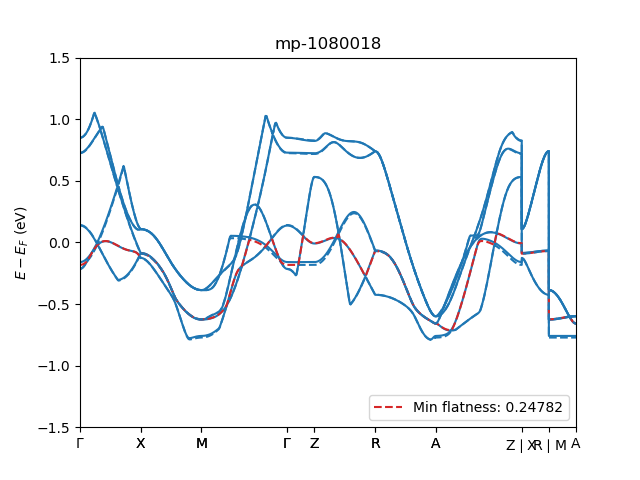 mp-1080018
E − E_F (eV)
1.5
1.0
0.5
0.0
−0.5
−1.0
−1.5
Min flatness: 0.24782
Γ X M Γ Z R A Z | X R | M A